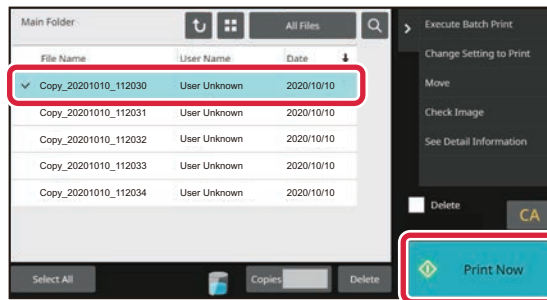 Main Folder
All Files
Execute Batch Print
File Name User Name Date
Change Setting to Print
Copy_20201010_112030 User Unknown 2020/10/10
Move
Copy_20201010_112031 User Unknown 2020/10/10
Check Image
Copy_20201010_112032 User Unknown 2020/10/10
See Detail Information
Copy_20201010_112033 User Unknown 2020/10/10
Copy_20201010_112034 User Unknown 2020/10/10
Delete
CA
Select All
Copies
Delete
Print Now